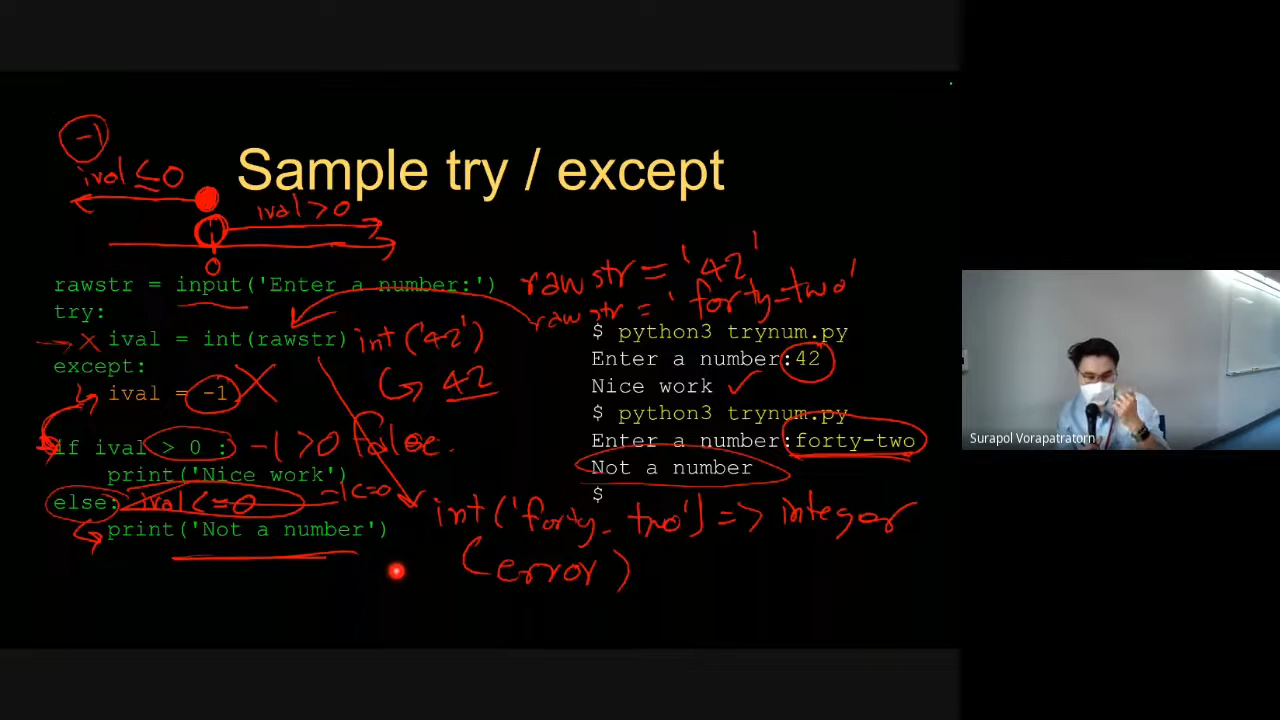 -1
ival ≤ 0
Sample try / except
ival > 0
0
rawstr = input('Enter a number:')
try:
→ x ival = int(rawstr) int('42')
except:
ival = -1 X ↳ 42
if ival > 0 : -1 > 0 false.
print('Nice work')
else: ival <= 0 -1 <= 0
print('Not a number')
rawstr = '42'
rawstr = 'forty-two'
$ python3 trynum.py
Enter a number:42
Nice work ✓
$ python3 trynum.py
Enter a number:forty-two
Not a number
$
int('forty-two') => integer
(error)
Surapol Vorapatratorn